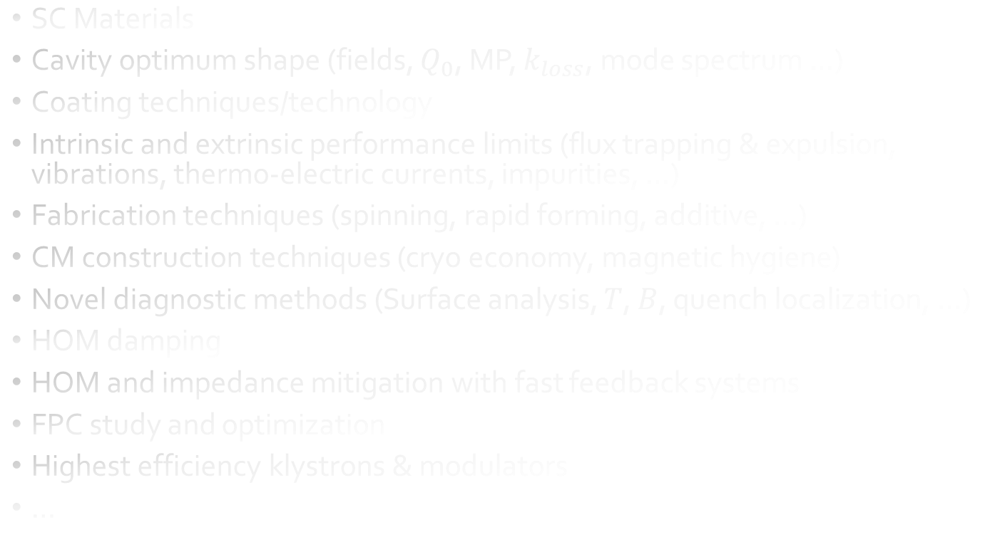 • SC Materials
• Cavity optimum shape (fields, Q₀, MP, k_loss, mode spectrum ...)
• Coating techniques/technology
• Intrinsic and extrinsic performance limits (flux trapping & expulsion,
vibrations, thermo-electric currents, impurities, ...)
• Fabrication techniques (spinning, rapid forming, additive, ...)
• CM construction techniques (cryo economy, magnetic hygiene)
• Novel diagnostic methods (Surface analysis, T, B, quench localization, ...)
• HOM damping
• HOM and impedance mitigation with fast feedback systems
• FPC study and optimization
• Highest efficiency klystrons & modulators
• ...